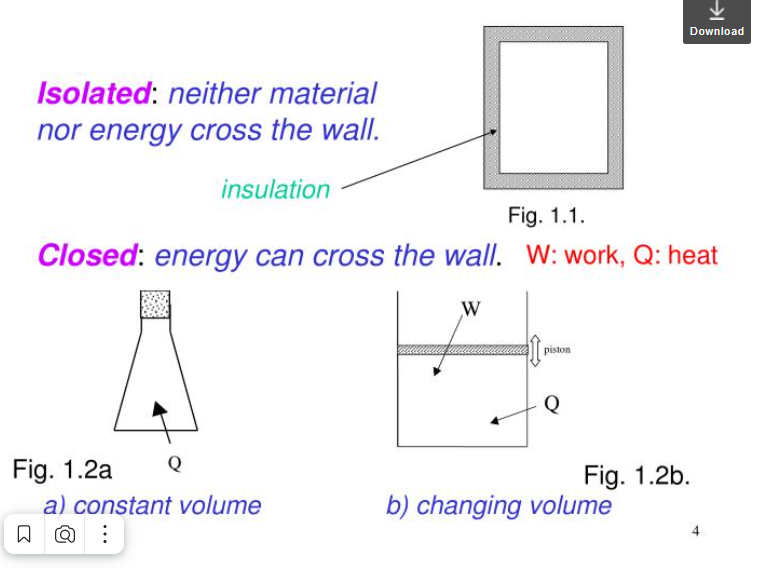 Download
Isolated: neither material
nor energy cross the wall.
insulation
Fig. 1.1.
Closed: energy can cross the wall. W: work, Q: heat
W
piston
Q
Q
Fig. 1.2a
Fig. 1.2b.
a) constant volume
b) changing volume
4